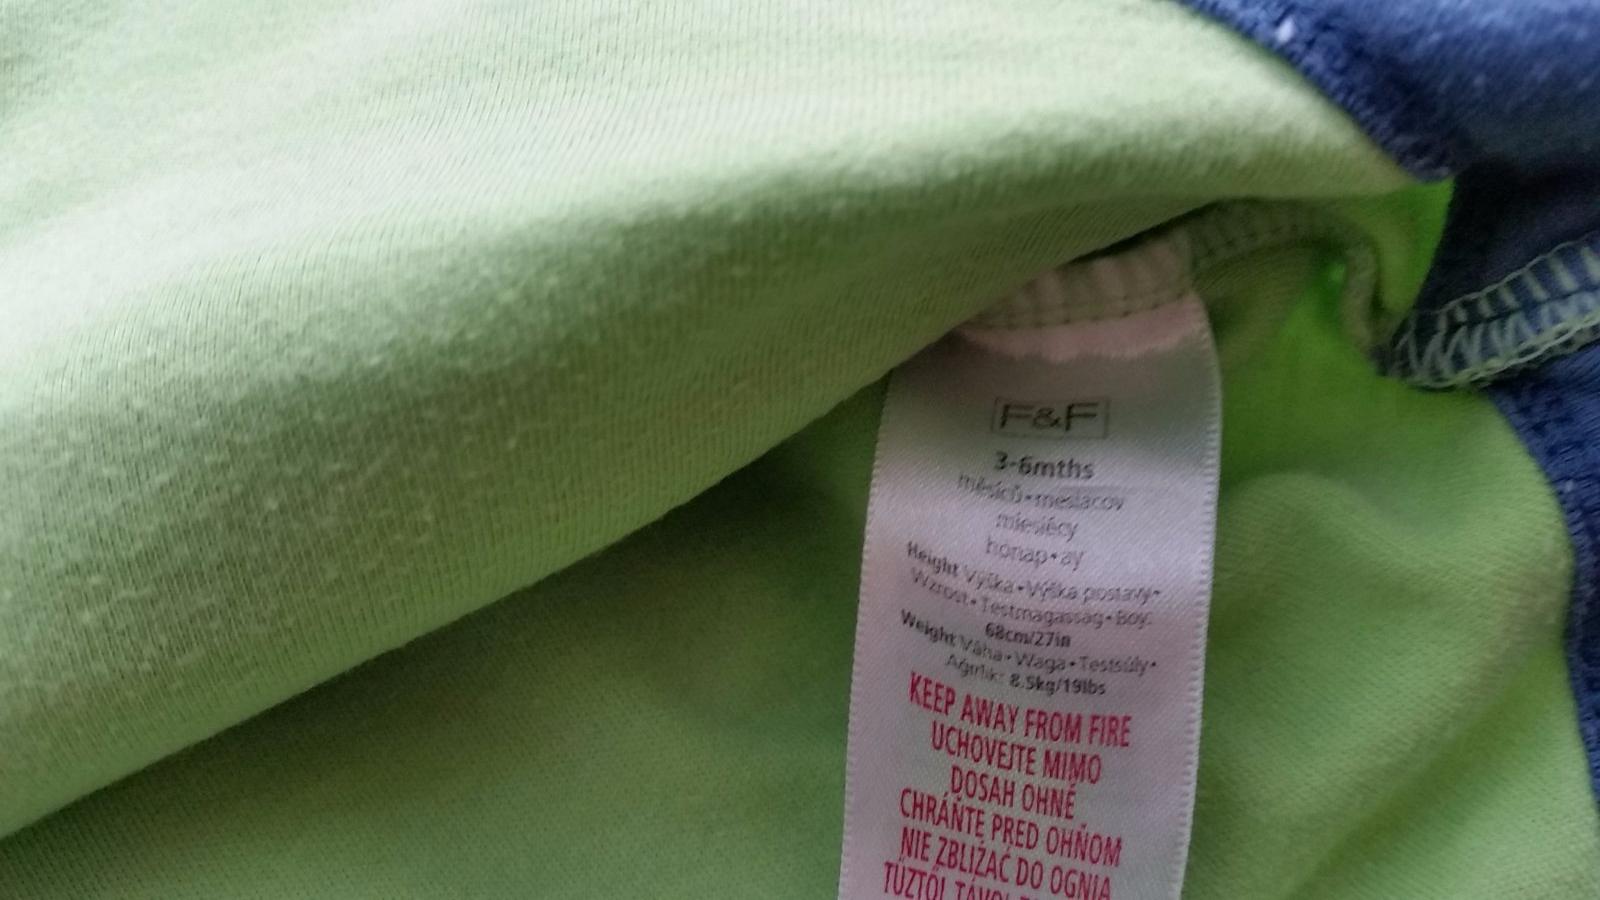 F&F
3-6mths
měsíců•mesiacov
miesięcy
hónap•ay
Height Výška•Výška postavy•
Wzrost•Testmagasság•Boy:
68cm/27in
Weight Váha•Waga•Testsúly•
Ağırlık: 8.5kg/19lbs
KEEP AWAY FROM FIRE
UCHOVEJTE MIMO
DOSAH OHNĚ
CHRÁŇTE PRED OHŇOM
NIE ZBLIŻAĆ DO OGNIA
TŰZTŐL